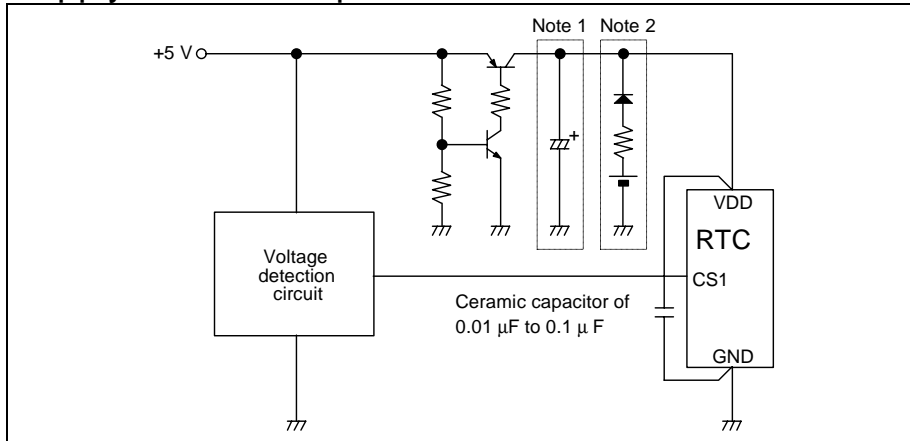 +5 V
Note 1
Note 2
+
VDD
RTC
CS1
GND
Voltage
detection
circuit
Ceramic capacitor of
0.01 μF to 0.1 μ F